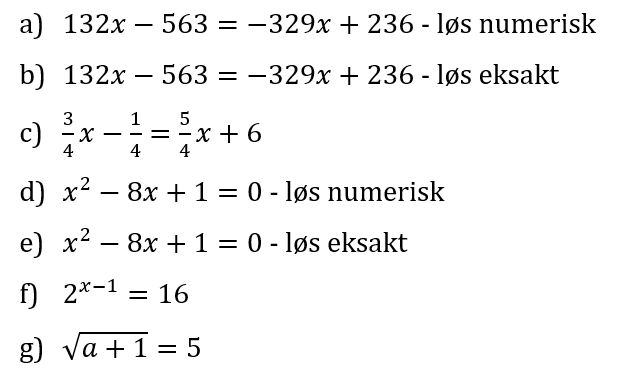 a) 132x − 563 = −329x + 236 - løs numerisk
b) 132x − 563 = −329x + 236 - løs eksakt
c) 3/4 x − 1/4 = 5/4 x + 6
d) x² − 8x + 1 = 0 - løs numerisk
e) x² − 8x + 1 = 0 - løs eksakt
f) 2ˣ⁻¹ = 16
g) √(a + 1) = 5